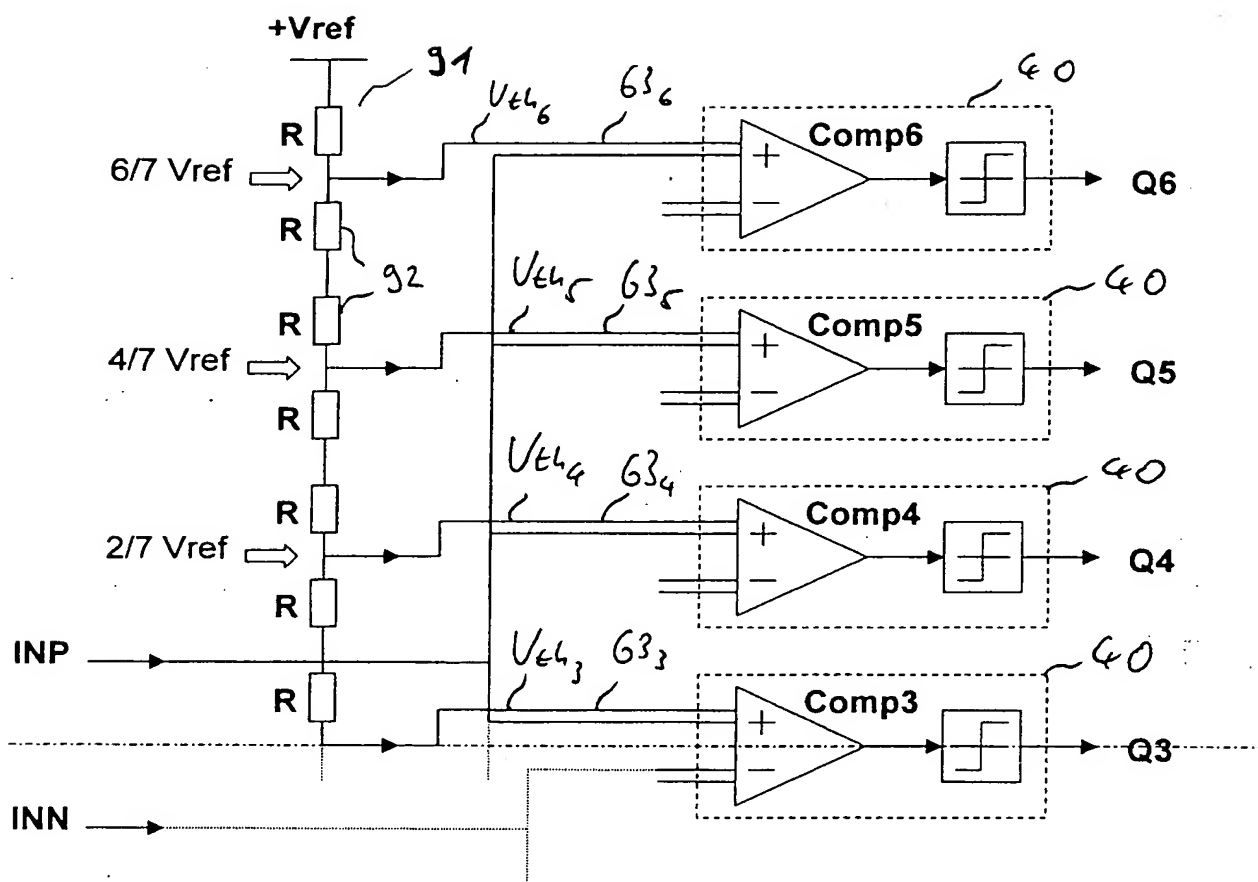 +Vref
91
Vth6
636
40
R
Comp6
+
6/7 Vref
Q6
−
R
92
Vth5
635
40
R
Comp5
+
4/7 Vref
Q5
−
R
Vth4
634
40
R
Comp4
+
2/7 Vref
Q4
−
R
INP
Vth3
633
40
R
Comp3
+
Q3
−
INN